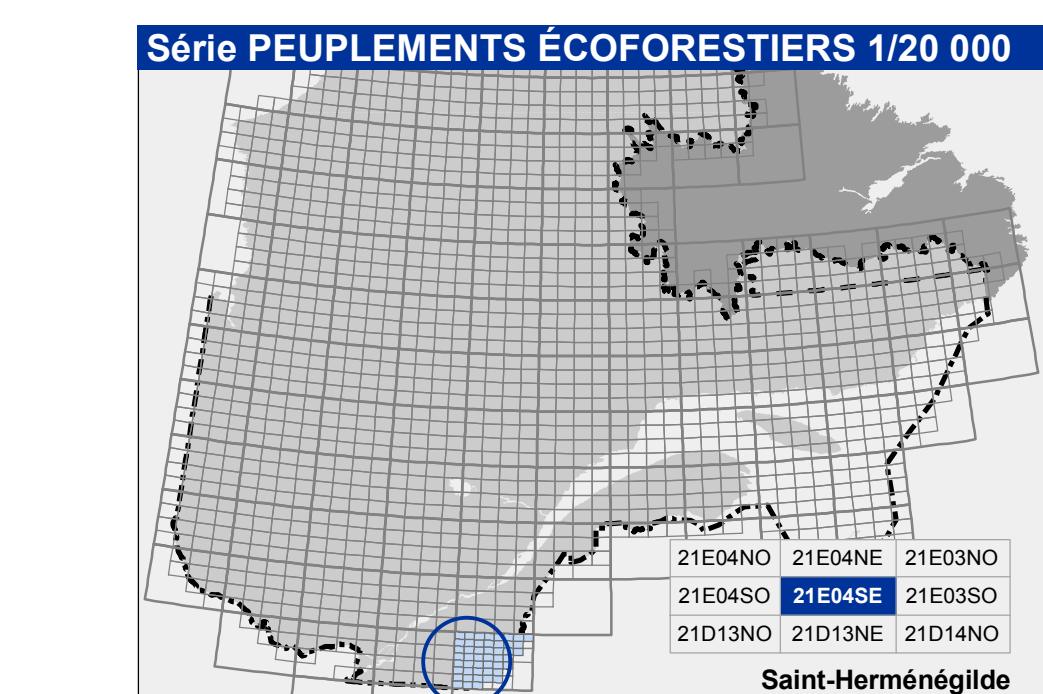 Série PEUPLEMENTS ÉCOFORESTIERS 1/20 000
21E04NO 21E04NE 21E03NO
21E04SO 21E04SE 21E03SO
21D13NO 21D13NE 21D14NO
Saint-Herménégilde